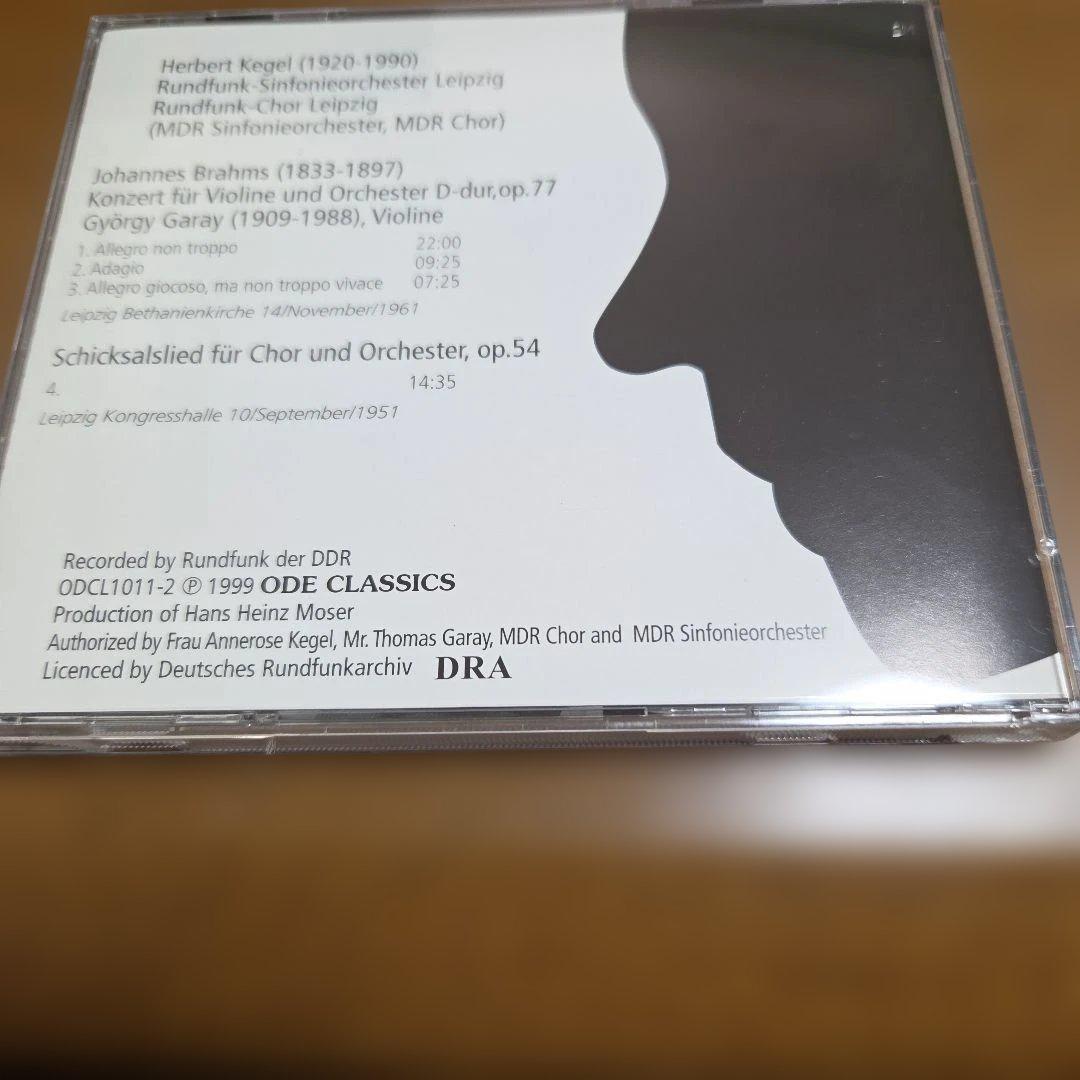 Herbert Kegel (1920-1990)
Rundfunk-Sinfonieorchester Leipzig
Rundfunk-Chor Leipzig
(MDR Sinfonieorchester, MDR Chor)
Johannes Brahms (1833-1897)
Konzert für Violine und Orchester D-dur,op.77
György Garay (1909-1988), Violine
1. Allegro non troppo 22:00
2. Adagio 09:25
3. Allegro giocoso, ma non troppo vivace 07:25
Leipzig Bethanienkirche 14/November/1961
Schicksalslied für Chor und Orchester, op.54
4. 14:35
Leipzig Kongresshalle 10/September/1951
Recorded by Rundfunk der DDR
ODCL1011-2 ℗ 1999 ODE CLASSICS
Production of Hans Heinz Moser
Authorized by Frau Annerose Kegel, Mr. Thomas Garay, MDR Chor and MDR Sinfonieorchester
Licenced by Deutsches Rundfunkarchiv DRA